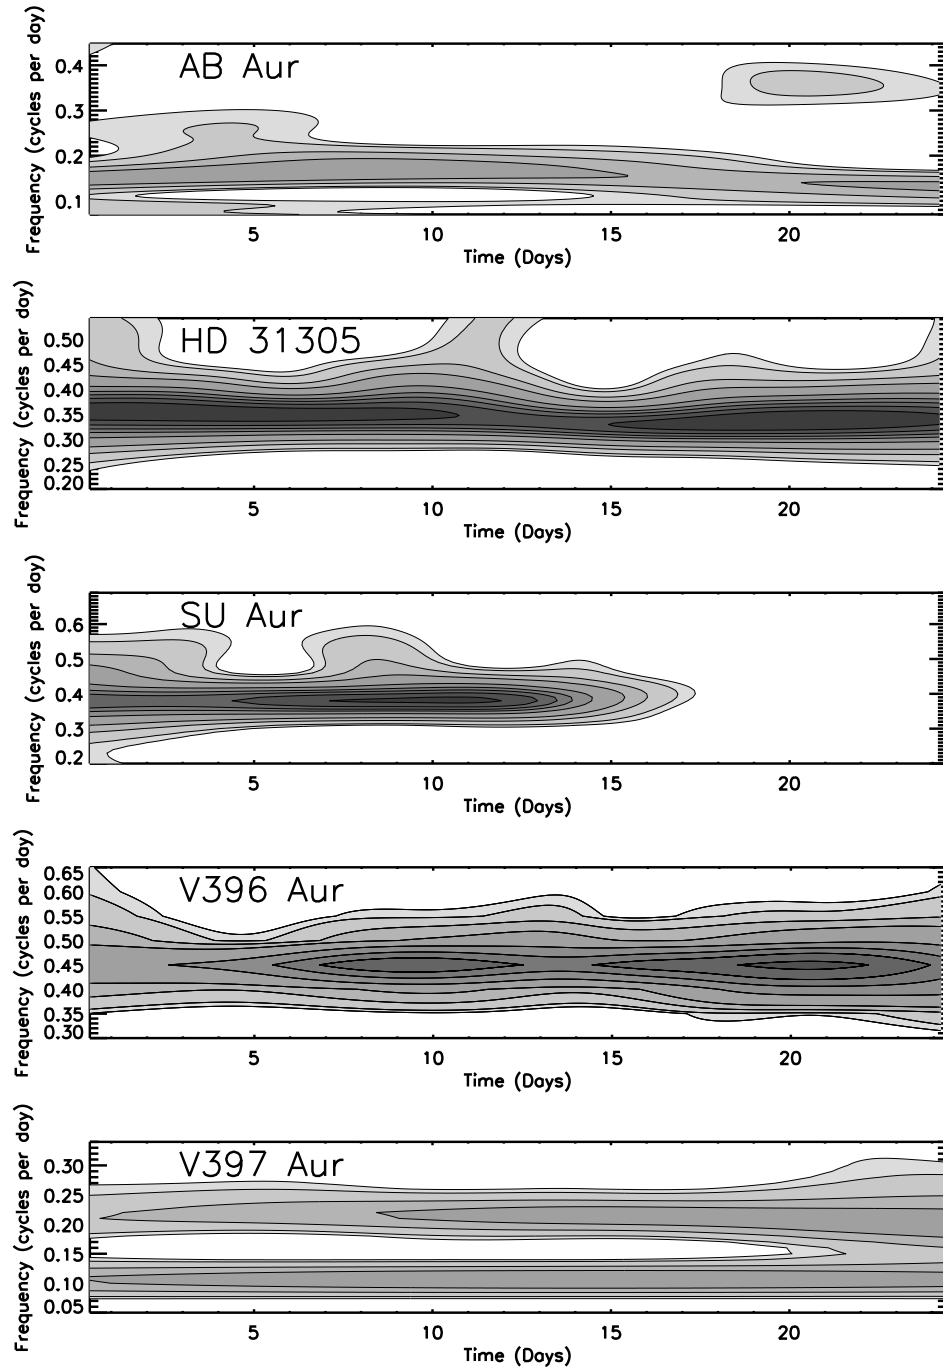 Frequency (cycles per day)
0.4
0.3
0.2
0.1
AB Aur
5 10 15 20
Time (Days)
Frequency (cycles per day)
0.50
0.45
0.40
0.35
0.30
0.25
0.20
HD 31305
5 10 15 20
Time (Days)
Frequency (cycles per day)
0.6
0.5
0.4
0.3
0.2
SU Aur
5 10 15 20
Time (Days)
Frequency (cycles per day)
0.65
0.60
0.55
0.50
0.45
0.40
0.35
0.30
V396 Aur
5 10 15 20
Time (Days)
Frequency (cycles per day)
0.30
0.25
0.20
0.15
0.10
0.05
V397 Aur
5 10 15 20
Time (Days)